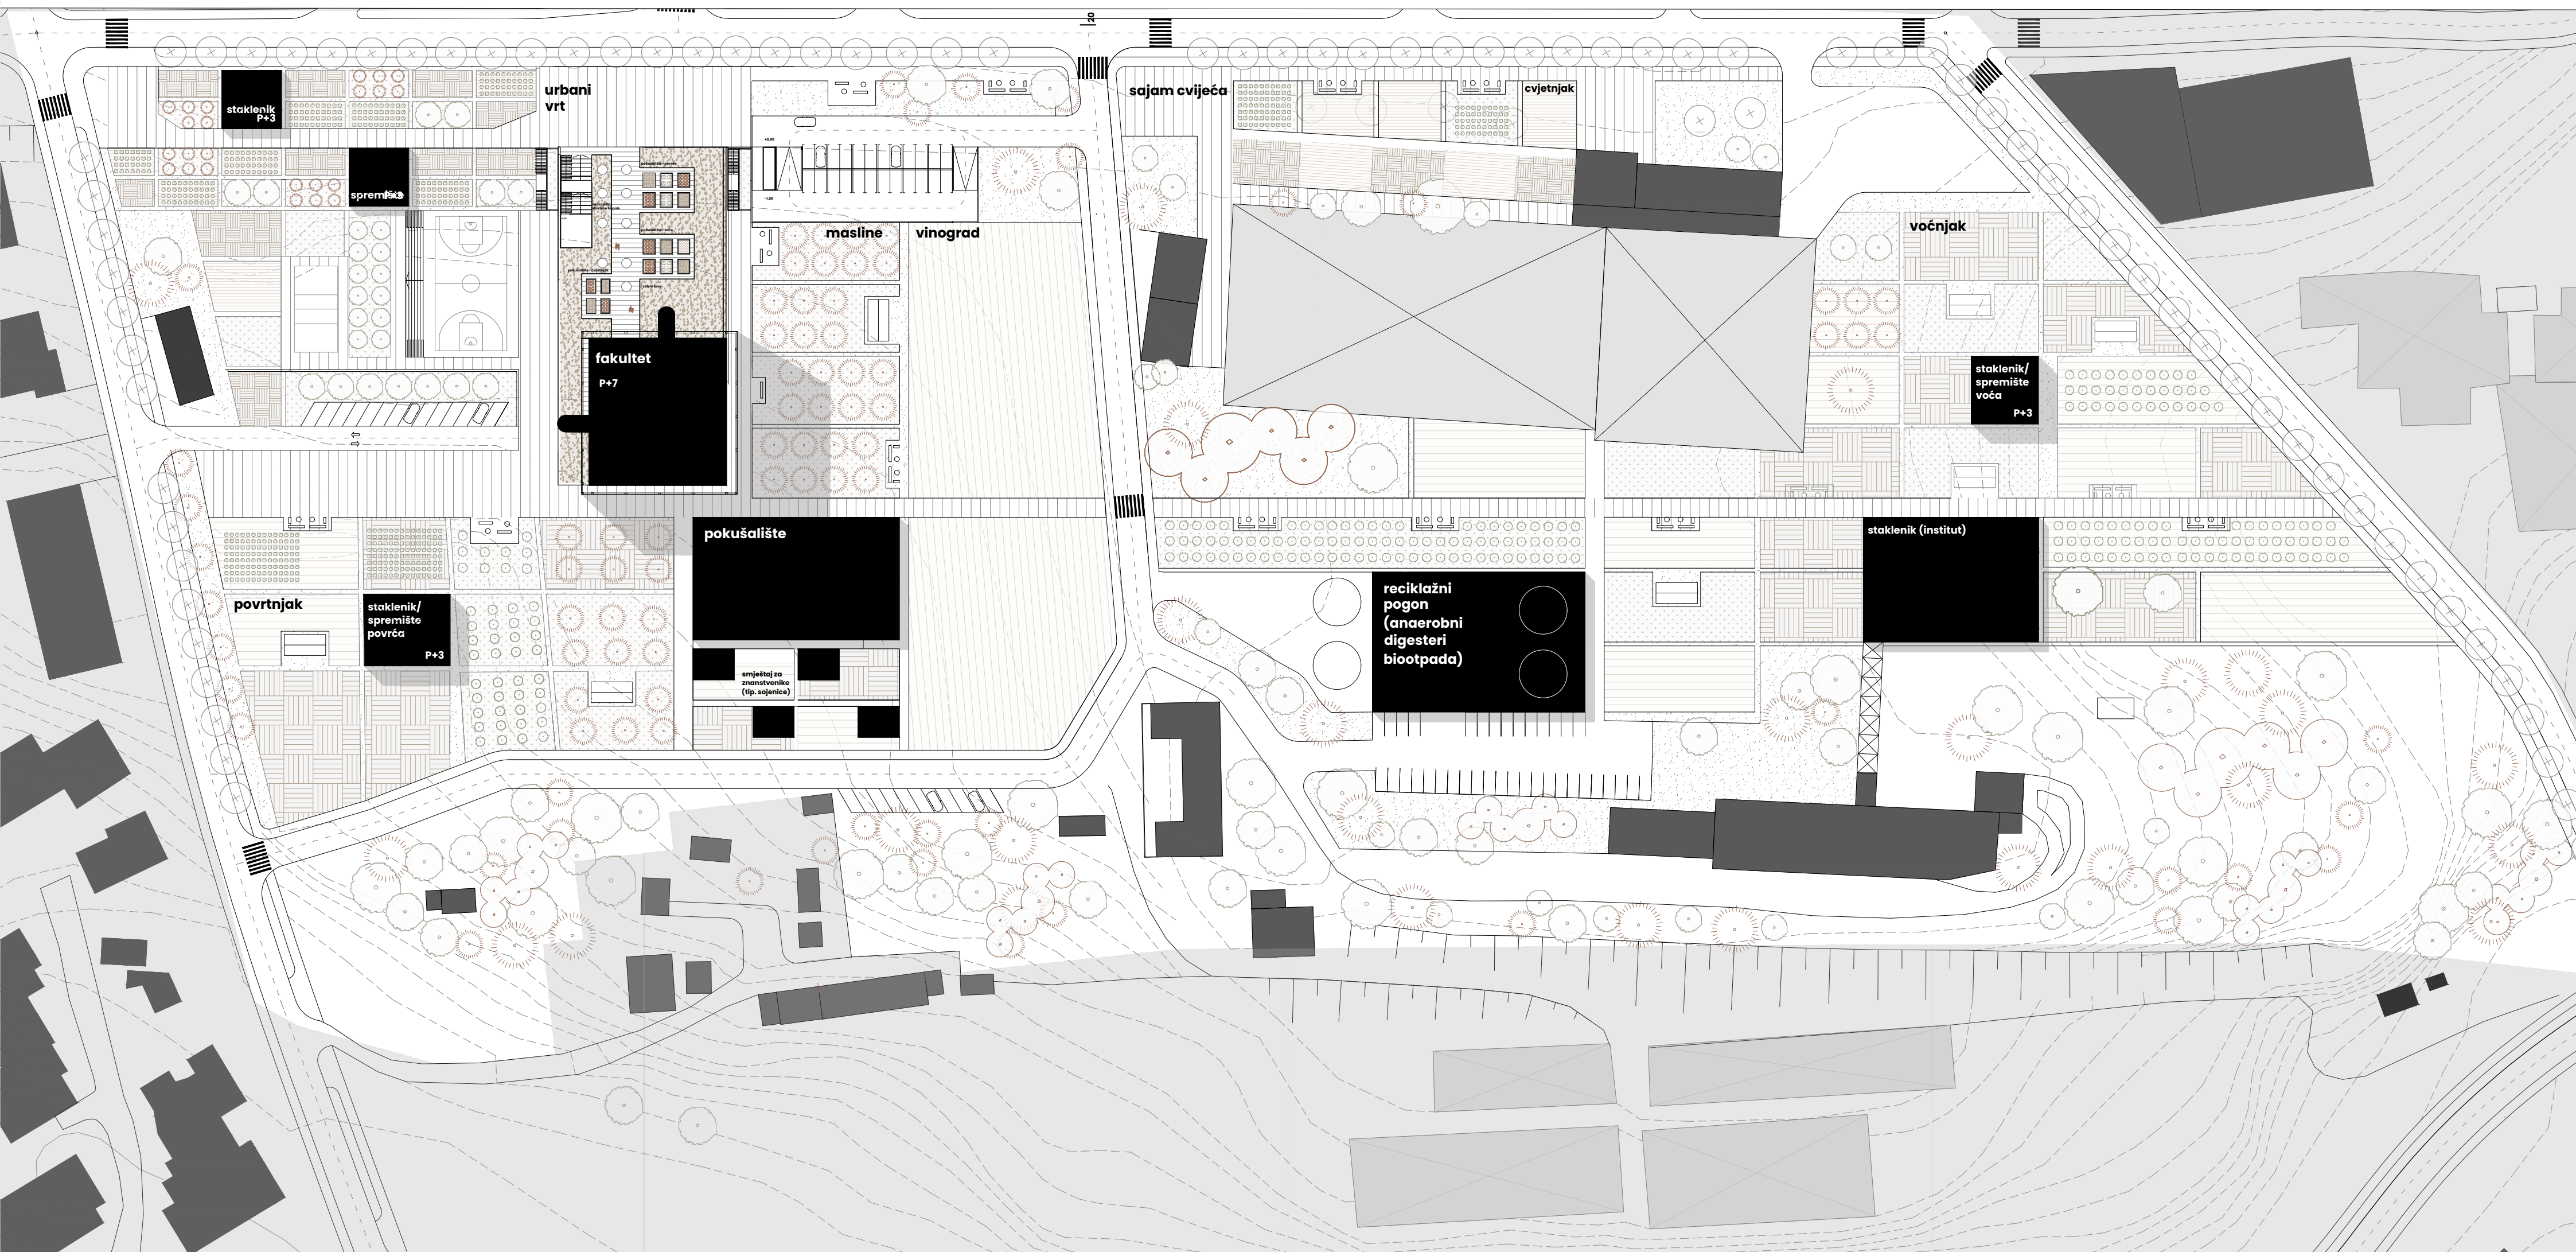 20
urbani
vrt
staklenik
P+3
sajam cvijeća
cvjetnjak
masline
vinograd
voćnjak
fakultet
P+7
staklenik/
spremište
voća
P+3
pokušalište
staklenik (institut)
reciklažni
pogon
(anaerobni
digesteri
biootpada)
povrtnjak
staklenik/
spremište
povrća
P+3
smještaj za
znanstvenike
(tip. sojenice)